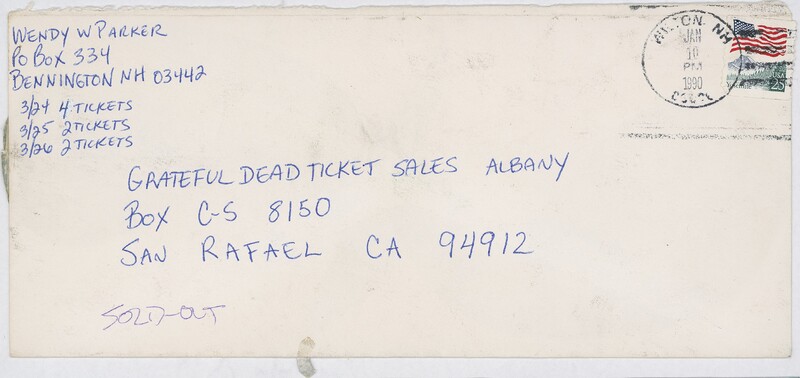 WENDY W PARKER
PO BOX 334
BENNINGTON NH 03442
3/24 4 TICKETS
3/25 2 TICKETS
3/26 2 TICKETS
GRATEFUL DEAD TICKET SALES ALBANY
BOX C-S 8150
SAN RAFAEL CA 94912
SOLD-OUT
WILTON NH
JAN
10
PM
1990
USA
25